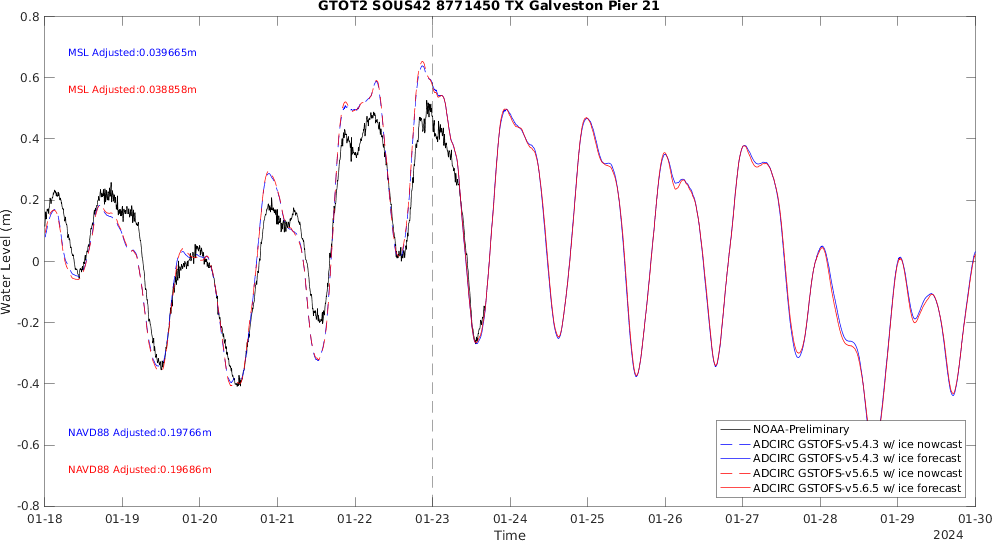 GTOT2 SOUS42 8771450 TX Galveston Pier 21
0.8
0.6
0.4
0.2
0
-0.2
-0.4
-0.6
-0.8
Water Level (m)
MSL Adjusted:0.039665m
MSL Adjusted:0.038858m
NAVD88 Adjusted:0.19766m
NAVD88 Adjusted:0.19686m
NOAA-Preliminary
ADCIRC GSTOFS-v5.4.3 w/ ice nowcast
ADCIRC GSTOFS-v5.4.3 w/ ice forecast
ADCIRC GSTOFS-v5.6.5 w/ ice nowcast
ADCIRC GSTOFS-v5.6.5 w/ ice forecast
01-18 01-19 01-20 01-21 01-22 01-23 01-24 01-25 01-26 01-27 01-28 01-29 01-30
Time
2024